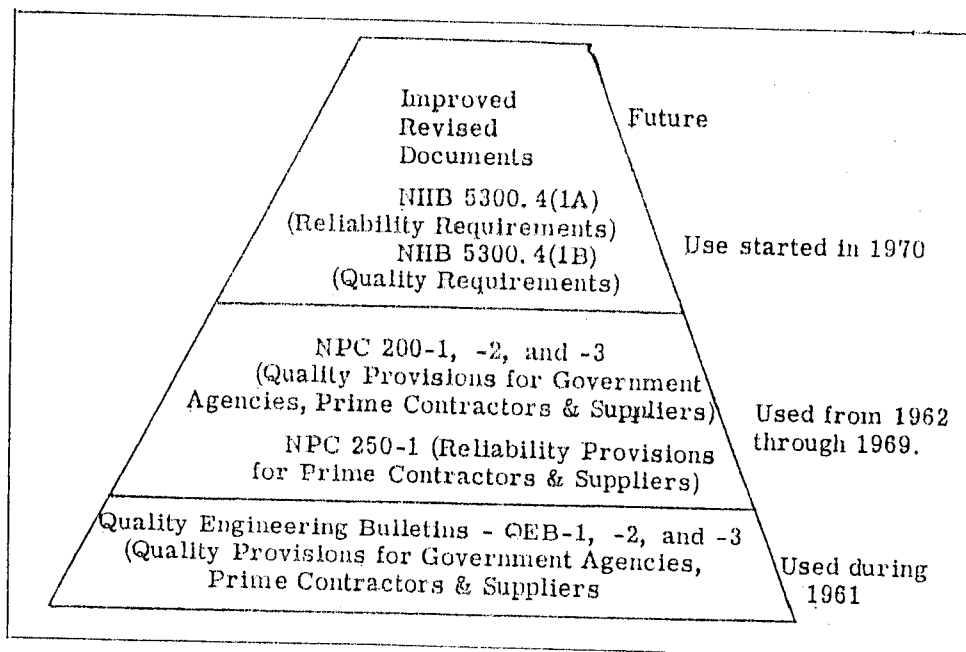 Improved
Revised
Documents
Future
NHB 5300.4(1A)
(Reliability Requirements)
NHB 5300.4(1B)
(Quality Requirements)
Use started in 1970
NPC 200-1, -2, and -3
(Quality Provisions for Government
Agencies, Prime Contractors & Suppliers)
NPC 250-1 (Reliability Provisions
for Prime Contractors & Suppliers)
Used from 1962
through 1969.
Quality Engineering Bulletins - QEB-1, -2, and -3
(Quality Provisions for Government Agencies,
Prime Contractors & Suppliers
Used during
1961